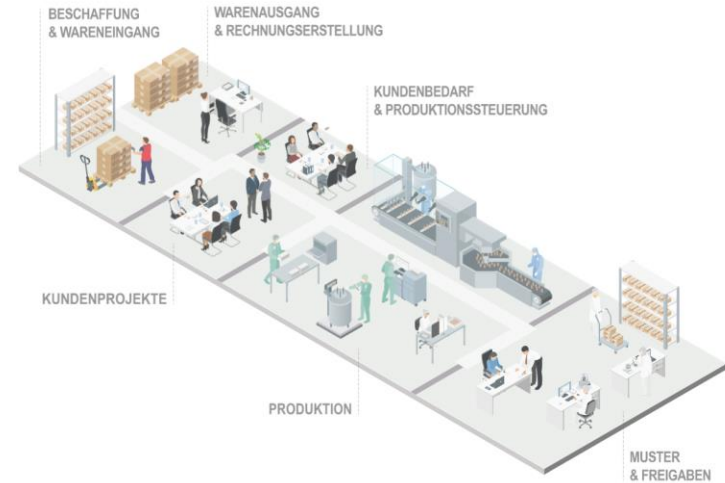 BESCHAFFUNG
& WARENEINGANG
WARENAUSGANG
& RECHNUNGSERSTELLUNG
KUNDENBEDARF
& PRODUKTIONSSTEUERUNG
KUNDENPROJEKTE
PRODUKTION
MUSTER
& FREIGABEN